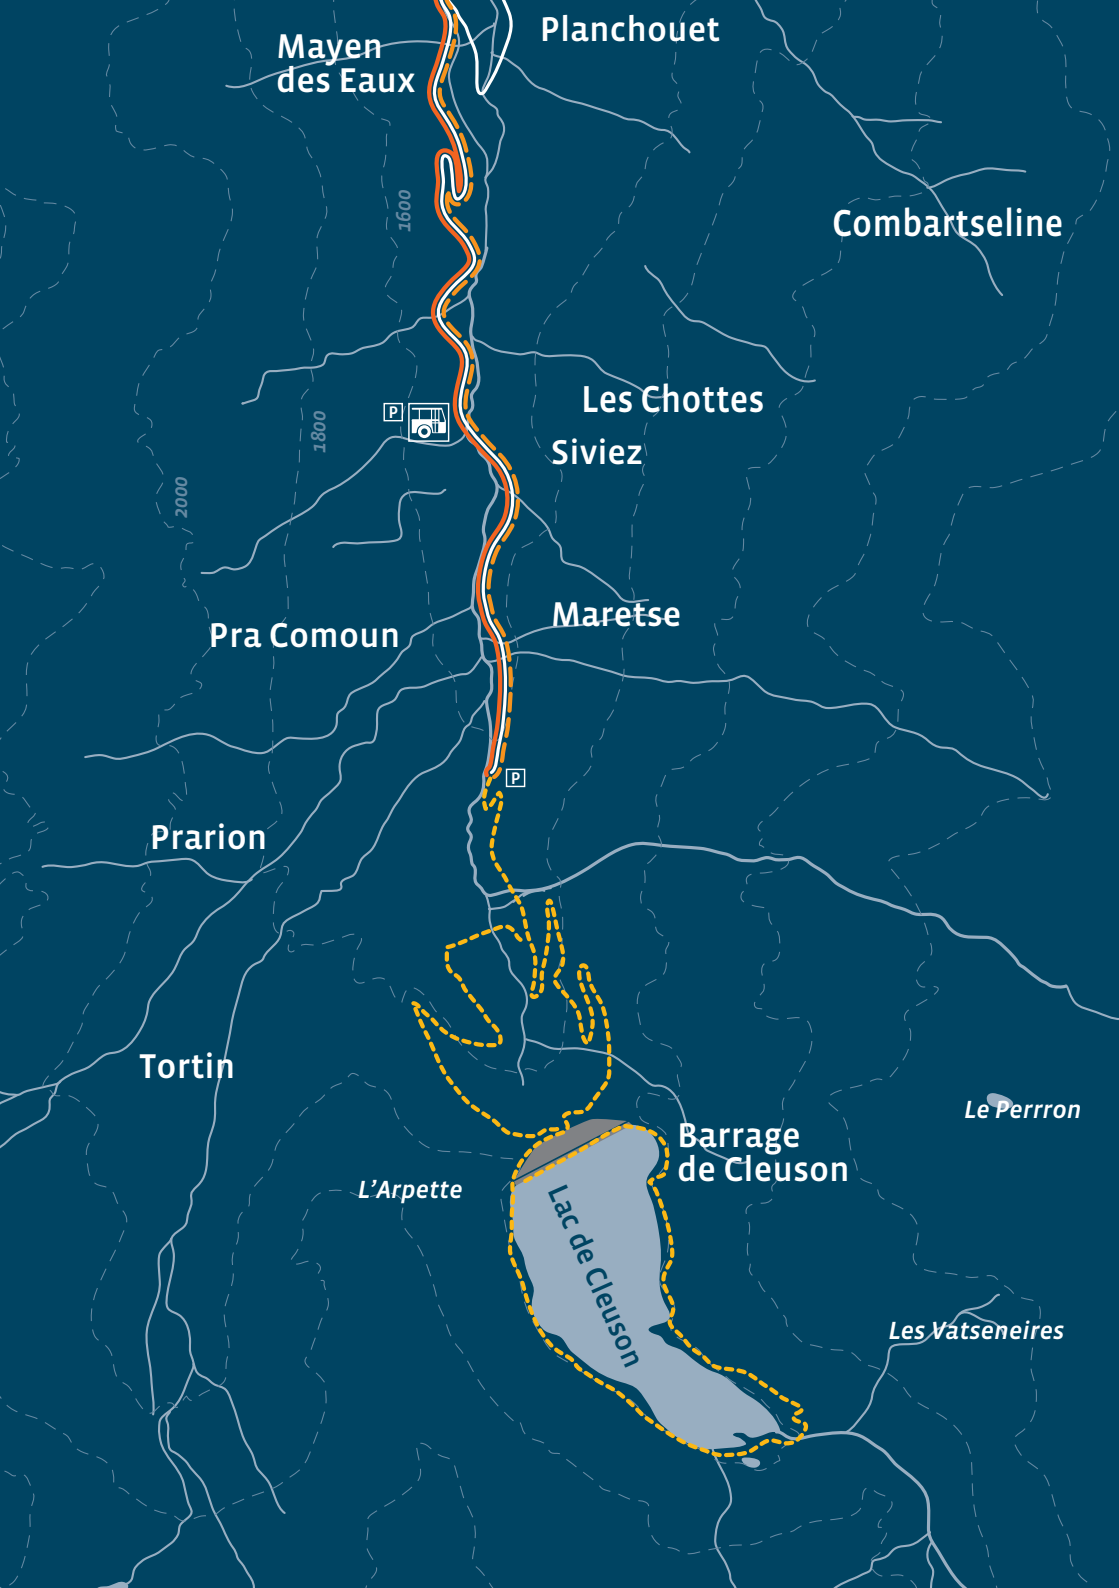 Planchouet
Mayen
des Eaux
1600
Combartseline
Les Chottes
P
1800
Siviez
2000
Maretse
Pra Comoun
P
Prarion
Tortin
Le Perrron
Barrage
de Cleuson
L'Arpette
Lac de Cleuson
Les Vatseneires